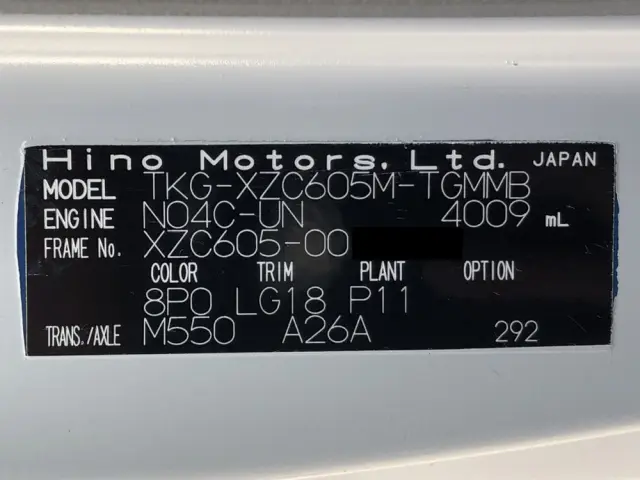 Hino Motors, Ltd. JAPAN
MODEL TKG-XZC605M-TGMMB
ENGINE N04C-UN 4009 mL
FRAME No. XZC605-00
COLOR TRIM PLANT OPTION
8P0 LG18 P11
TRANS./AXLE M550 A26A 292